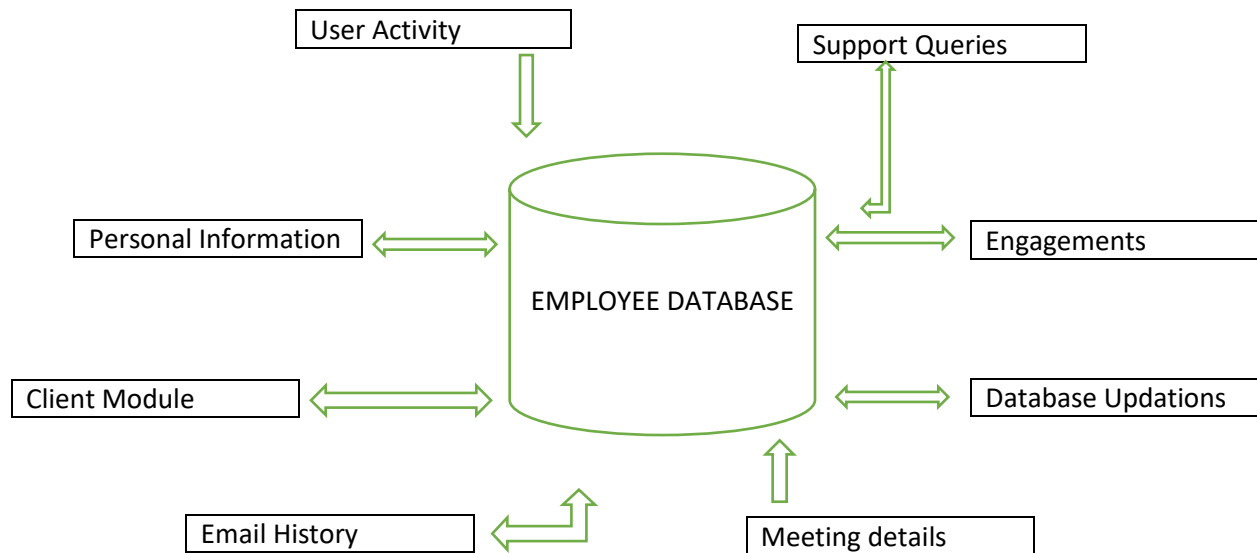 User Activity
Support Queries
Personal Information
Engagements
EMPLOYEE DATABASE
Client Module
Database Updations
Email History
Meeting details